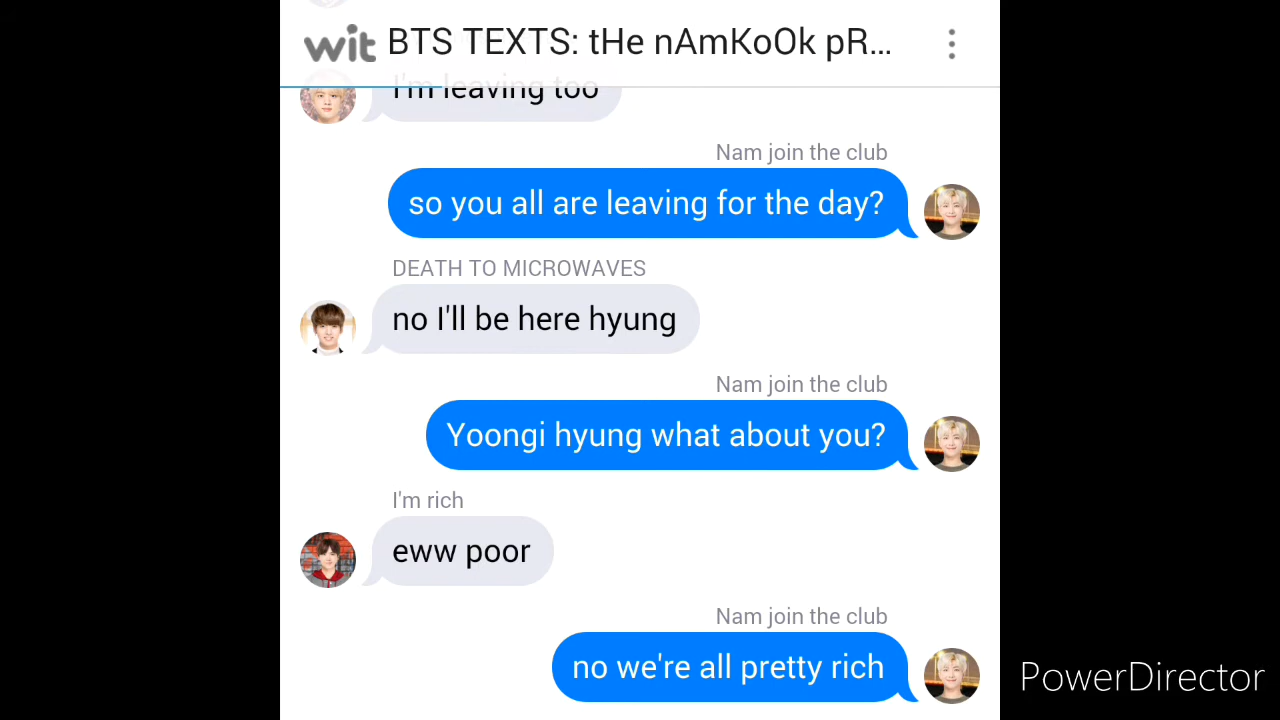 wit BTS TEXTS: tHe nAmKoOk pR...
I'm leaving too
Nam join the club
so you all are leaving for the day?
DEATH TO MICROWAVES
no I'll be here hyung
Nam join the club
Yoongi hyung what about you?
I'm rich
eww poor
Nam join the club
no we're all pretty rich
PowerDirector